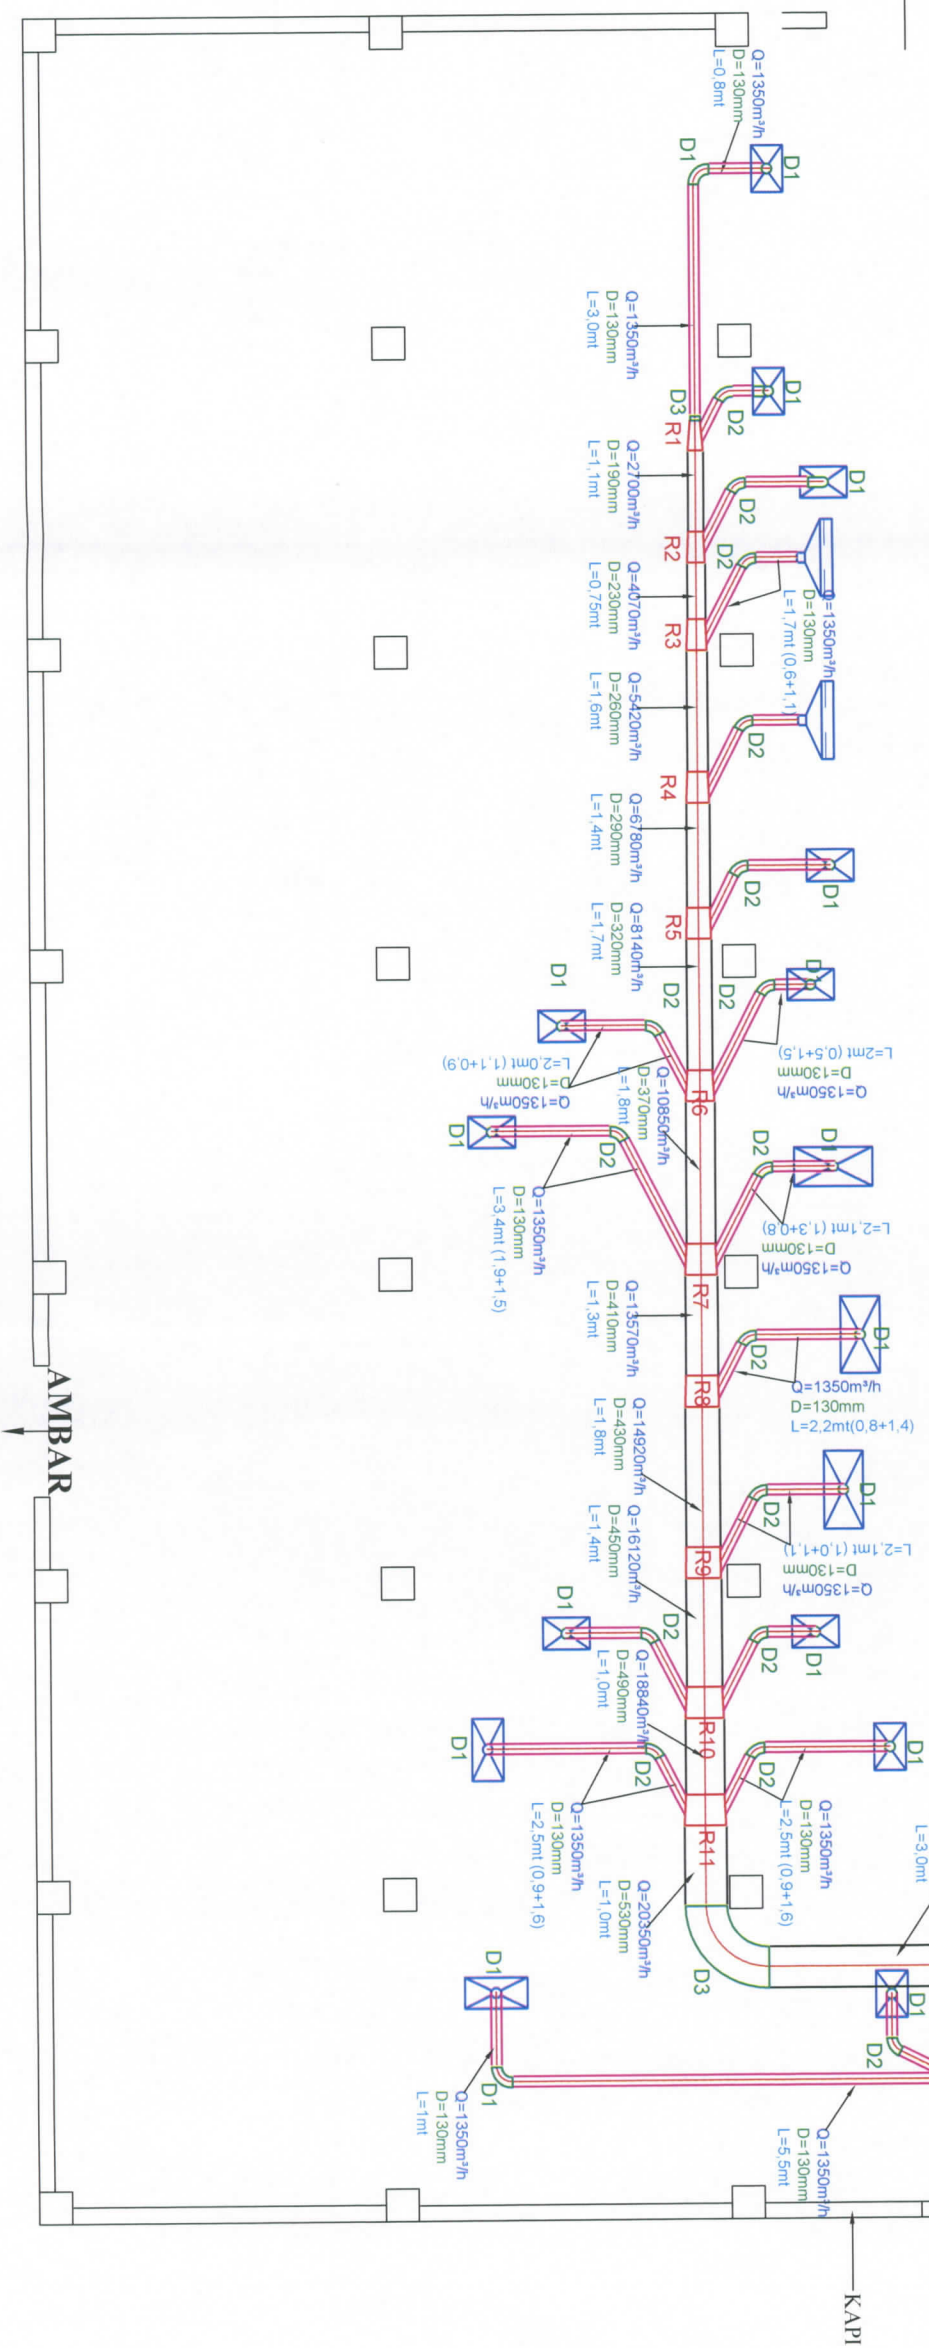 Q=1350m³/h
D=130mm
L=0,8mt
D1
D1
Q=1350m³/h
D=130mm
L=3,0mt
D1
D2
D3
R1
Q=2700m³/h
D=190mm
L=1,1mt
D1
D2
R2
Q=4070m³/h
D=230mm
L=0,75mt
D2
Q=1350m³/h
D=130mm
L=1,7mt (0,6+1,1)
R3
Q=5420m³/h
D=260mm
L=1,6mt
D2
R4
Q=6780m³/h
D=290mm
L=1,4mt
D1
D2
R5
Q=8140m³/h
D=320mm
L=1,7mt
D1
D2
D2
D1
Q=1350m³/h
D=130mm
L=2mt (0,5+1,5)
Q=1350m³/h
D=130mm
L=2,0mt (1,1+0,9)
R6
Q=10850m³/h
D=370mm
L=1,8mt
D1
D2
D1
D2
Q=1350m³/h
D=130mm
L=2,1mt (1,3+0,8)
Q=1350m³/h
D=130mm
L=3,4mt (1,9+1,5)
R7
Q=13570m³/h
D=410mm
L=1,3mt
D1
D2
Q=1350m³/h
D=130mm
L=2,2mt(0,8+1,4)
R8
Q=14920m³/h
D=430mm
L=1,8mt
AMBAR
D1
D2
Q=1350m³/h
D=130mm
L=2,1mt (1,0+1,1)
R9
Q=16120m³/h
D=450mm
L=1,4mt
D1
D2
D1
D2
R10
Q=18840m³/h
D=490mm
L=1,0mt
D1
D2
D1
D2
Q=1350m³/h
D=130mm
L=2,5mt (0,9+1,6)
Q=1350m³/h
D=130mm
L=2,5mt (0,9+1,6)
R11
L=3,0mt
Q=20350m³/h
D=530mm
L=1,0mt
D3
D1
D1
D2
D1
Q=1350m³/h
D=130mm
L=1mt
Q=1350m³/h
D=130mm
L=5,5mt
KAPI